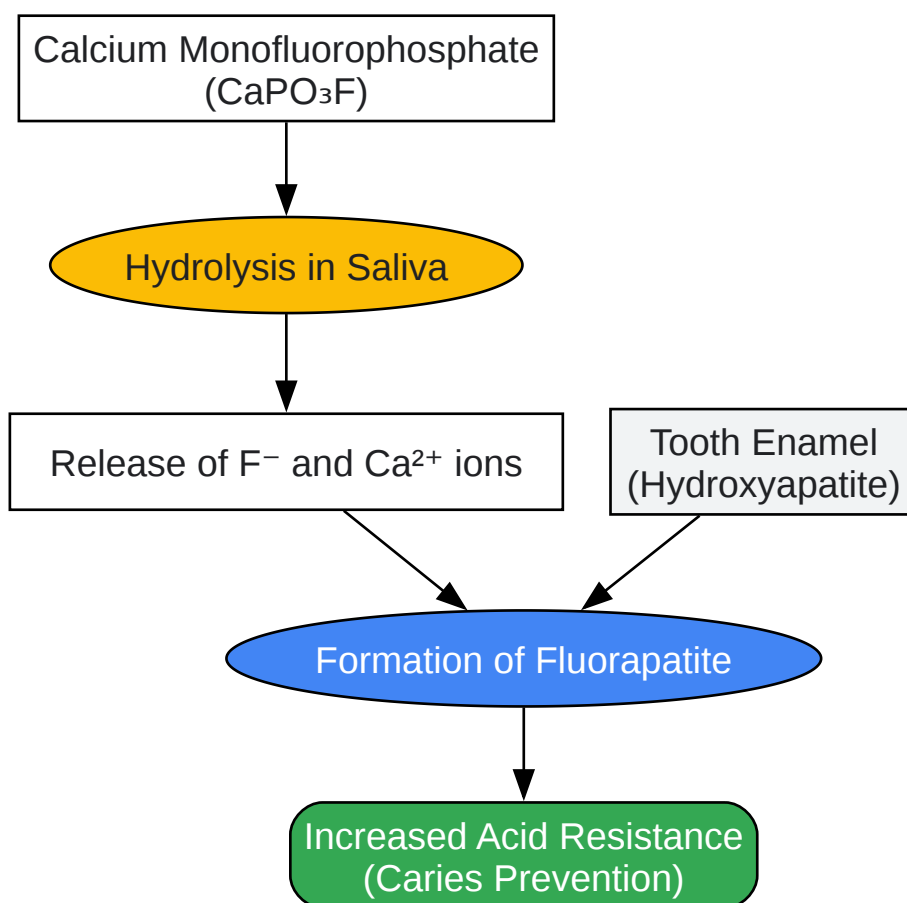 Calcium Monofluorophosphate
(CaPO₃F)
Hydrolysis in Saliva
Release of F⁻ and Ca²⁺ ions
Tooth Enamel
(Hydroxyapatite)
Formation of Fluorapatite
Increased Acid Resistance
(Caries Prevention)